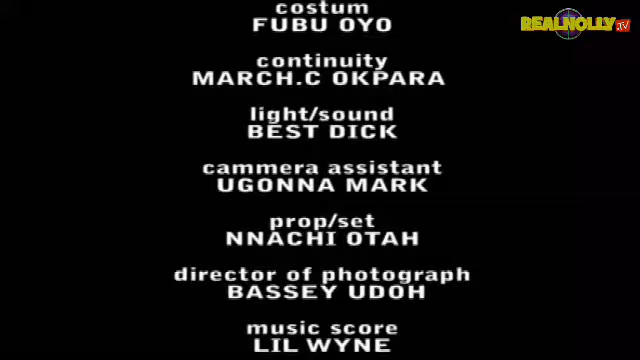 costum
FUBU OYO
REALNOLLY.TV
continuity
MARCH.C OKPARA
light/sound
BEST DICK
cammera assistant
UGONNA MARK
prop/set
NNACHI OTAH
director of photograph
BASSEY UDOH
music score
LIL WYNE